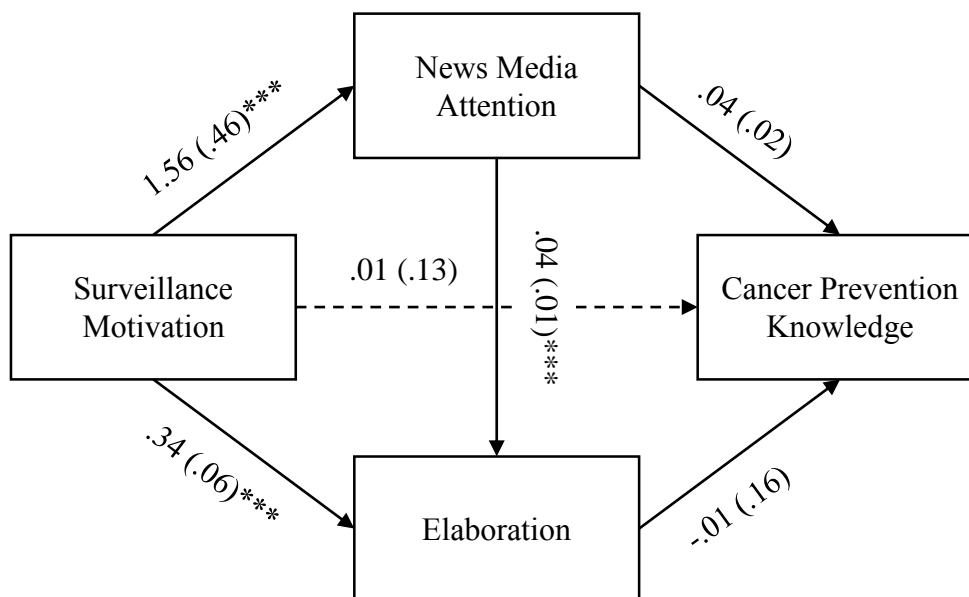 News Media
Attention
1.56 (.46)***
.04 (.02)
Surveillance
Motivation
.01 (.13)
.04 (.01)***
Cancer Prevention
Knowledge
.34 (.06)***
Elaboration
-.01 (.16)